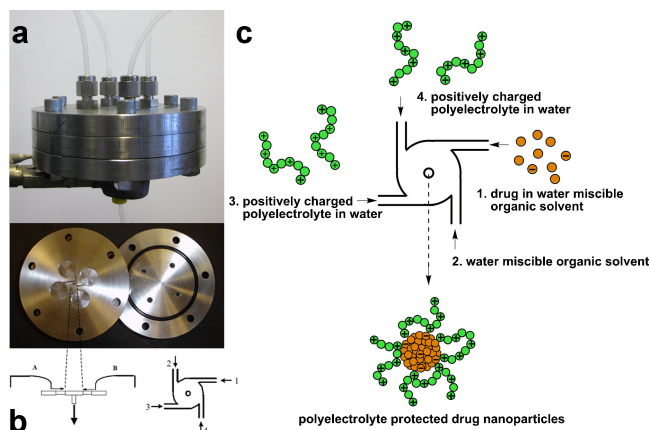 a
c
4. positively charged
polyelectrolyte in water
1. drug in water miscible
organic solvent
3. positively charged
polyelectrolyte in water
2. water miscible organic solvent
A
B
2
1
3
b
polyelectrolyte protected drug nanoparticles